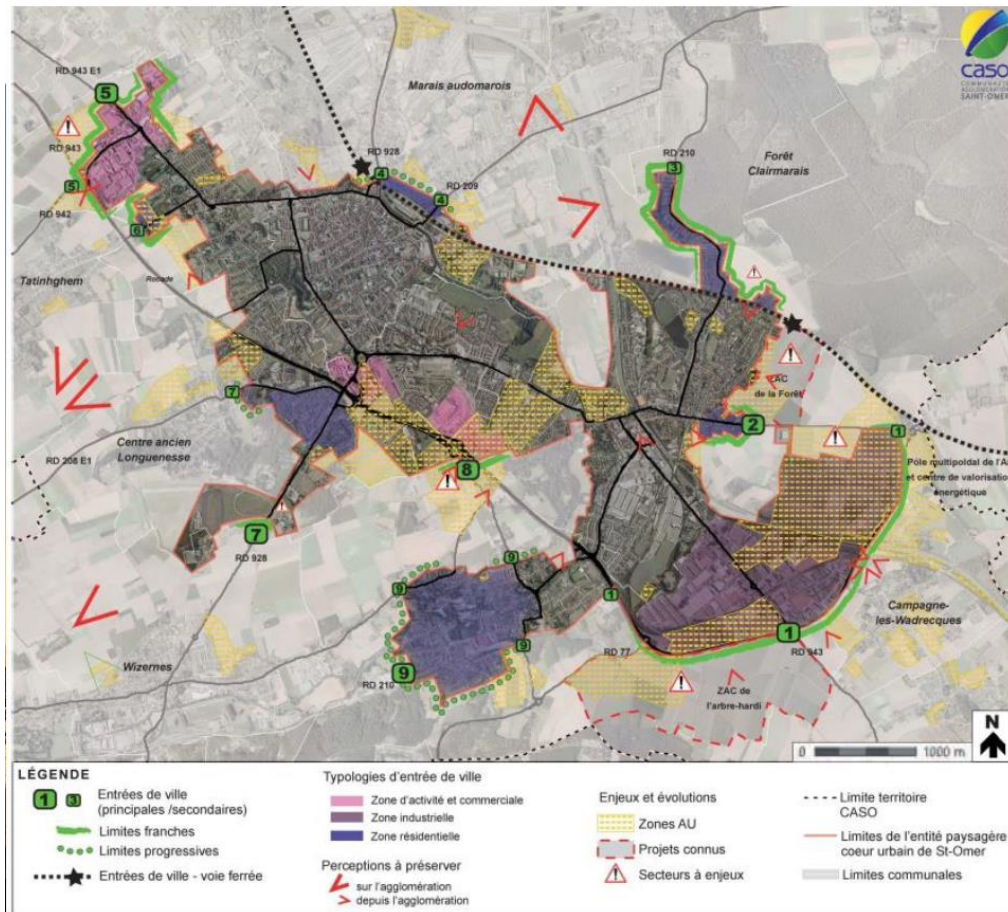 caso
COMMUNAUTÉ
AGGLOMÉRATION
SAINT-OMER
RD 943 E1
5
Marais audomarois
RD 943
RD 928
RD 210
Forêt
Clairmarais
3
4
RD 209
4
5
RD 942
6
Tatinhghem
Rocade
ZAC
de la Forêt
7
2
1
Centre ancien
Longuenesse
RD 208 E1
8
Pôle multipoldal de l'A
et centre de valorisation
énergétique
7
RD 928
9
9
1
Campagne-
les-Wadrecques
9
1
RD 77
RD 943
Wizernes
RD 210
9
ZAC de
l'arbre-hardi
N
0 1000 m
LÉGENDE
1 3 Entrées de ville
(principales /secondaires)
Limites franches
Limites progressives
Entrées de ville - voie ferrée
Typologies d'entrée de ville
Zone d'activité et commerciale
Zone industrielle
Zone résidentielle
Perceptions à préserver
sur l'agglomération
depuis l'agglomération
Enjeux et évolutions
Zones AU
Projets connus
! Secteurs à enjeux
Limite territoire
CASO
Limites de l'entité paysagère
coeur urbain de St-Omer
Limites communales